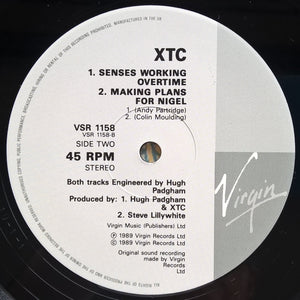 XTC
1. SENSES WORKING
OVERTIME
2. MAKING PLANS
FOR NIGEL
1. (Andy Partridge)
2. (Colin Moulding)
VSR 1158
VSR 1158-B
SIDE TWO
45 RPM
STEREO
Both tracks Engineered by Hugh
Padgham
Produced by: 1. Hugh Padgham
& XTC
2. Steve Lillywhite
Virgin Music (Publishers) Ltd
℗ 1989 Virgin Records Ltd
© 1989 Virgin Records Ltd
Original sound recording
made by
Virgin Records
Ltd
Virgin